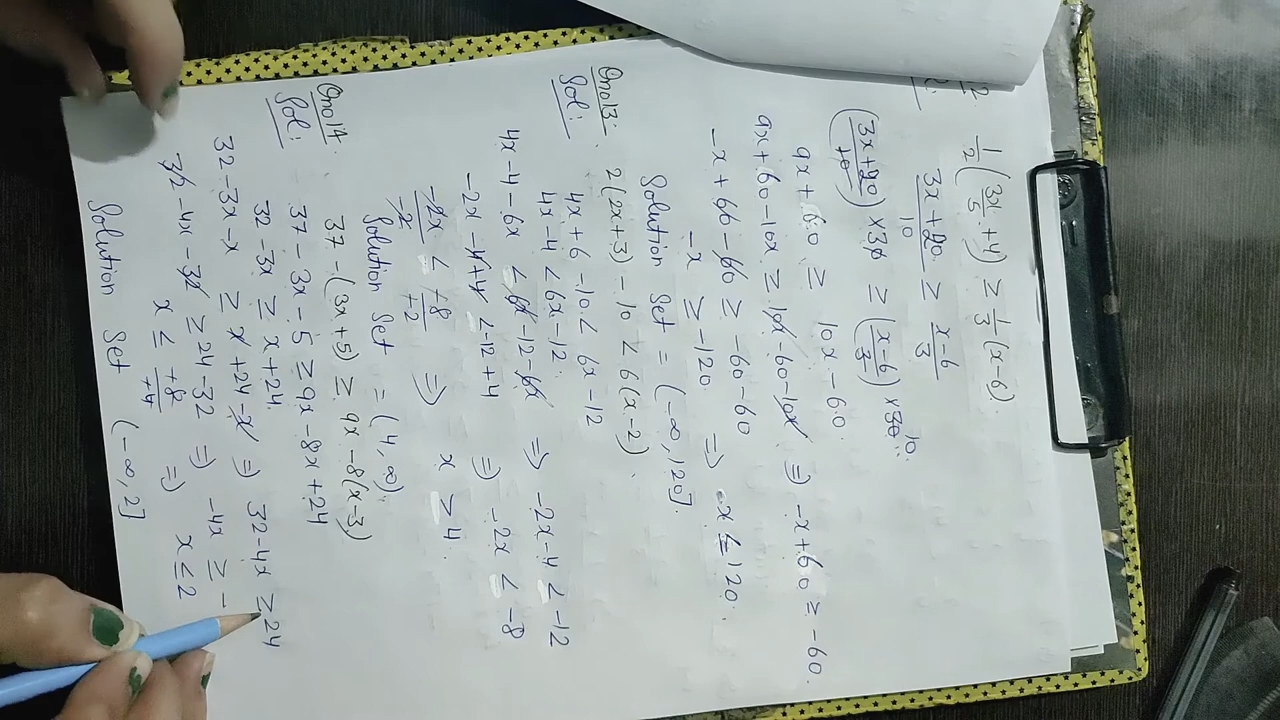 1/2 (3x/5 + 4) ≥ 1/3 (x-6)
(3x+20)/10 ≥ (x-6)/3
((3x+20)/10) × 30 ≥ ((x-6)/3) × 30 10
9x + 60 ≥ 10x - 60
9x + 60 - 10x ≥ 10x - 60 - 10x ⇒ -x + 60 ≥ -60
-x + 60 - 60 ≥ -60 - 60
-x ≥ -120 ⇒ x ≤ 120
Solution Set = (-∞, 120]
Qno13: 2(2x+3) - 10 < 6(x-2)
Sol: 4x + 6 - 10 < 6x - 12
4x - 4 < 6x - 12
4x - 4 - 6x < 6x - 12 - 6x ⇒ -2x - 4 < -12
-2x - 4 + 4 < -12 + 4 ⇒ -2x < -8
-2x/-2 < +8/+2 ⇒ x > 4
Solution Set = (4, ∞)
Qno14. 37 - (3x+5) ≥ 9x - 8(x-3)
Sol: 37 - 3x - 5 ≥ 9x - 8x + 24
32 - 3x ≥ x + 24
32 - 3x - x ≥ x + 24 - x ⇒ 32 - 4x ≥ 24
32 - 4x - 32 ≥ 24 - 32 ⇒ -4x ≥ -
x ≤ +8/+4 ⇒ x ≤ 2
Solution Set (-∞, 2]